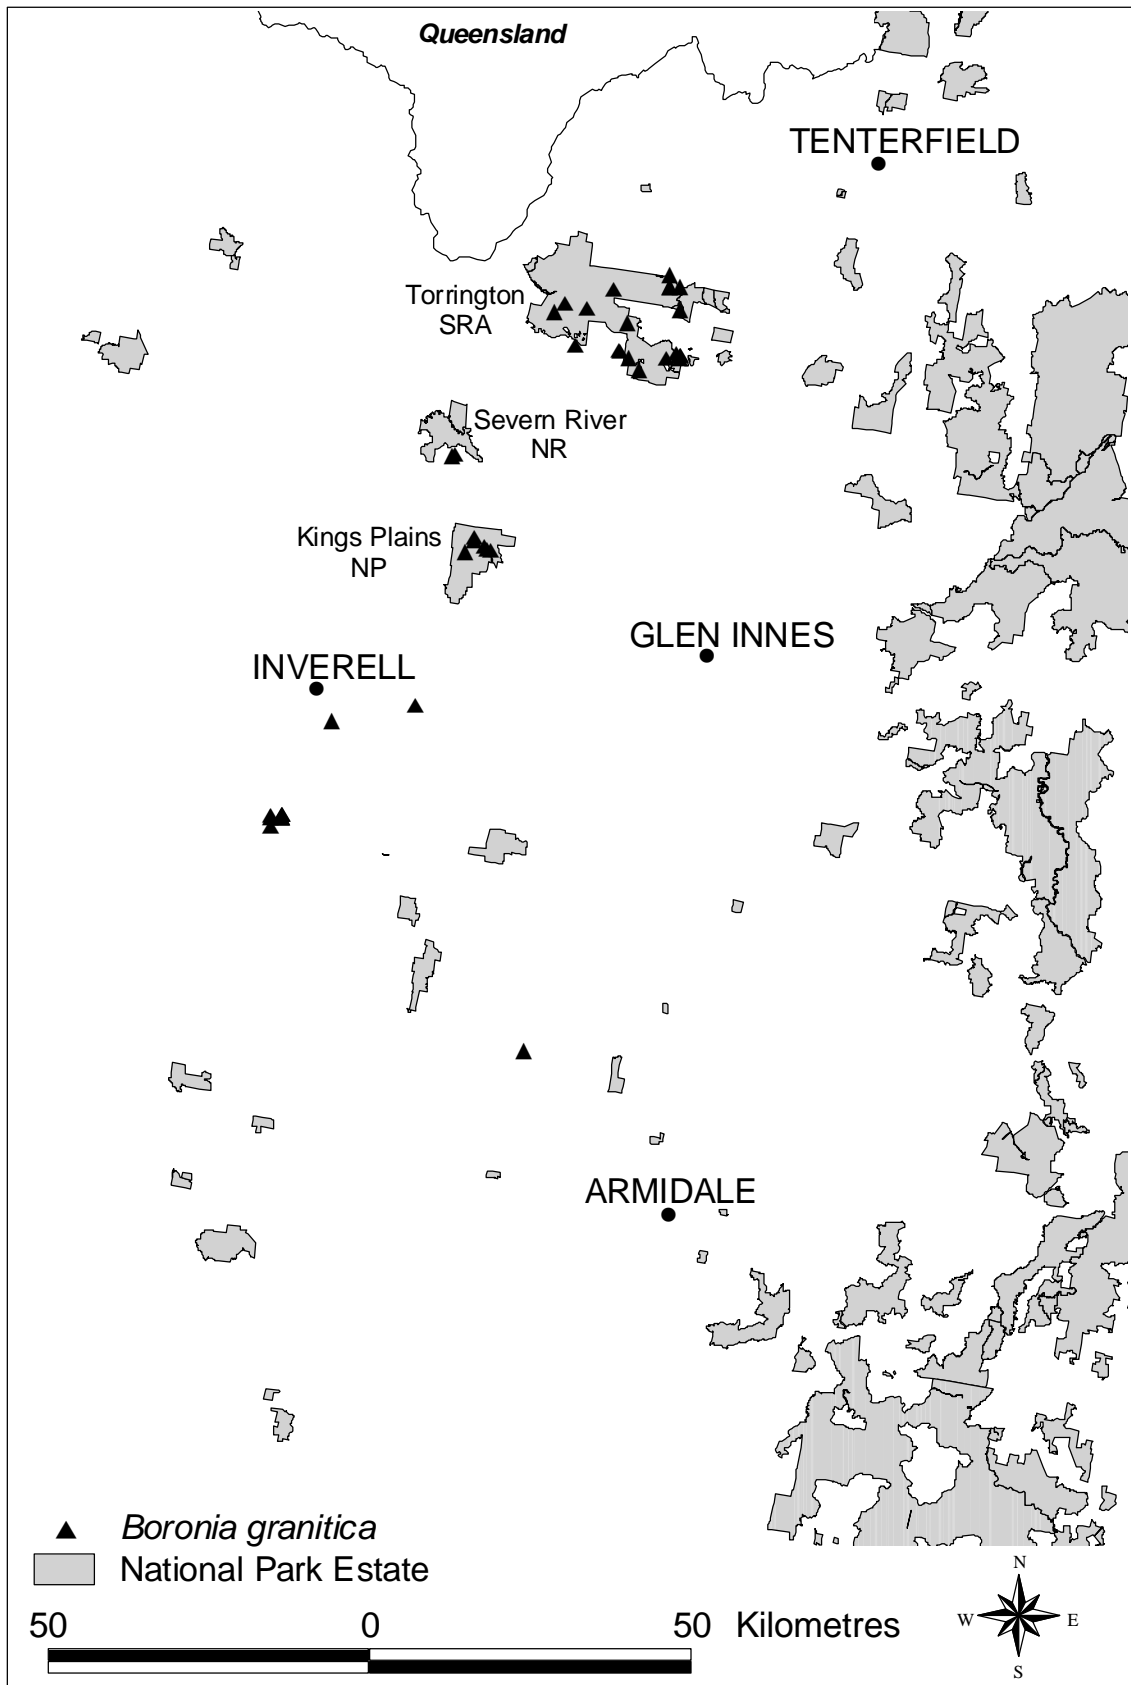 Queensland
TENTERFIELD
Torrington
SRA
Severn River
NR
Kings Plains
NP
GLEN INNES
INVERELL
ARMIDALE
Boronia granitica
National Park Estate
50 0 50 Kilometres
N
W E
S